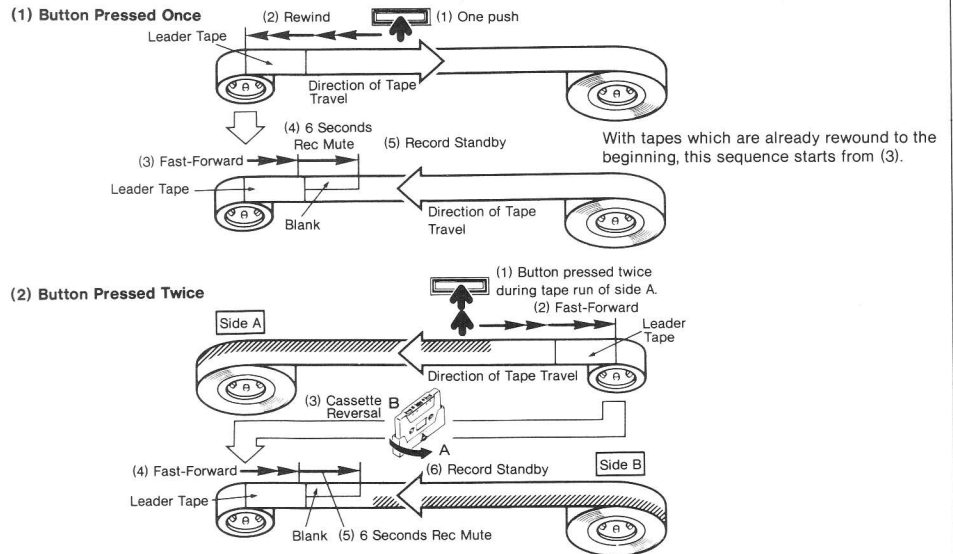 (1) Button Pressed Once
(2) Rewind
(1) One push
Leader Tape
Direction of Tape
Travel
(4) 6 Seconds
Rec Mute
(5) Record Standby
(3) Fast-Forward
Leader Tape
Blank
Direction of Tape
Travel
With tapes which are already rewound to the
beginning, this sequence starts from (3).
(2) Button Pressed Twice
(1) Button pressed twice
during tape run of side A.
(2) Fast-Forward
Side A
Leader
Tape
Direction of Tape Travel
(3) Cassette
Reversal
B
A
(4) Fast-Forward
(6) Record Standby
Side B
Leader Tape
Blank
(5) 6 Seconds Rec Mute